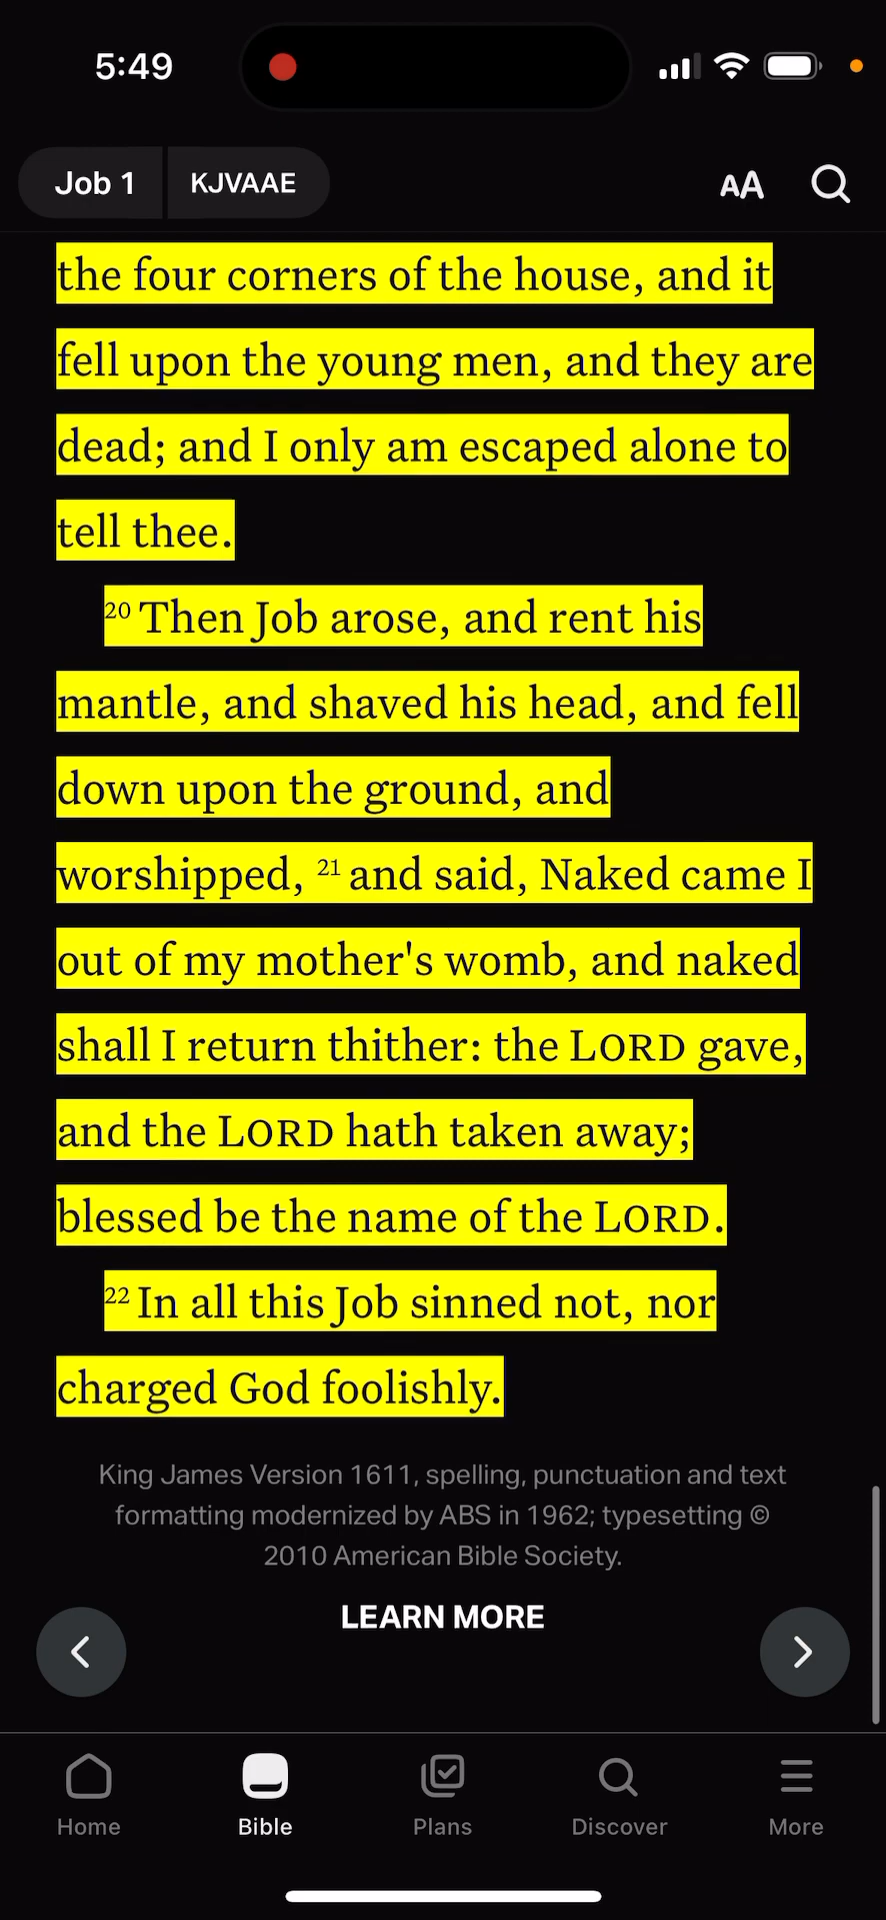 5:49
Job 1 KJVAAE AA
the four corners of the house, and it
fell upon the young men, and they are
dead; and I only am escaped alone to
tell thee.
20 Then Job arose, and rent his
mantle, and shaved his head, and fell
down upon the ground, and
worshipped, 21 and said, Naked came I
out of my mother's womb, and naked
shall I return thither: the LORD gave,
and the LORD hath taken away;
blessed be the name of the LORD.
22 In all this Job sinned not, nor
charged God foolishly.
King James Version 1611, spelling, punctuation and text
formatting modernized by ABS in 1962; typesetting ©
2010 American Bible Society.
LEARN MORE
Home Bible Plans Discover More